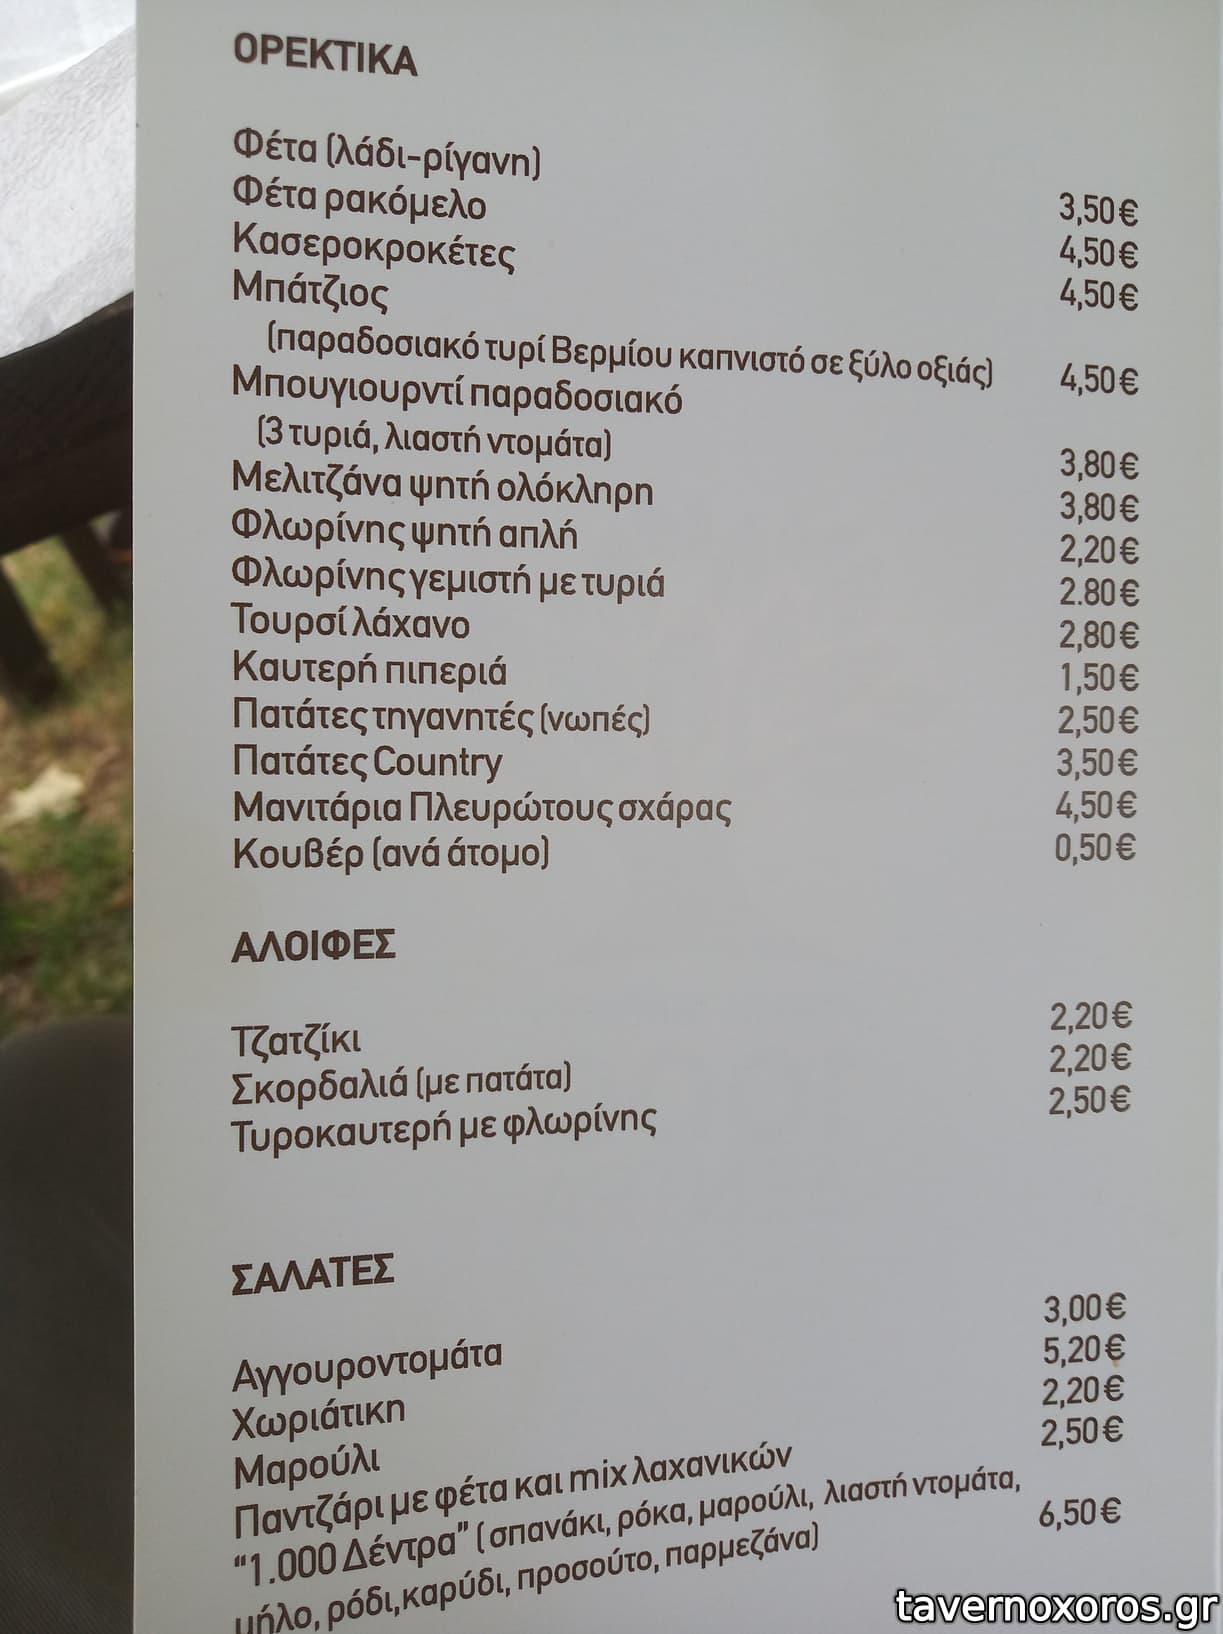 ΟΡΕΚΤΙΚΑ
Φέτα (λάδι-ρίγανη) 3,50€
Φέτα ρακόμελο 4,50€
Κασεροκροκέτες 4,50€
Μπάτζιος
(παραδοσιακό τυρί Βερμίου καπνιστό σε ξύλο οξιάς) 4,50€
Μπουγιουρντί παραδοσιακό
(3 τυριά, λιαστή ντομάτα) 3,80€
Μελιτζάνα ψητή ολόκληρη 3,80€
Φλωρίνης ψητή απλή 2,20€
Φλωρίνης γεμιστή με τυριά 2.80€
Τουρσί λάχανο 2,80€
Καυτερή πιπεριά 1,50€
Πατάτες τηγανητές (νωπές) 2,50€
Πατάτες Country 3,50€
Μανιτάρια Πλευρώτους σχάρας 4,50€
Κουβέρ (ανά άτομο) 0,50€
ΑΛΟΙΦΕΣ
Τζατζίκι 2,20€
Σκορδαλιά (με πατάτα) 2,20€
Τυροκαυτερή με φλωρίνης 2,50€
ΣΑΛΑΤΕΣ
Αγγουροντομάτα 3,00€
Χωριάτικη 5,20€
Μαρούλι 2,20€
Παντζάρι με φέτα και mix λαχανικών 2,50€
“1.000 Δέντρα” (σπανάκι, ρόκα, μαρούλι, λιαστή ντομάτα,
μήλο, ρόδι,καρύδι, προσούτο, παρμεζάνα) 6,50€
tavernoxoros.gr